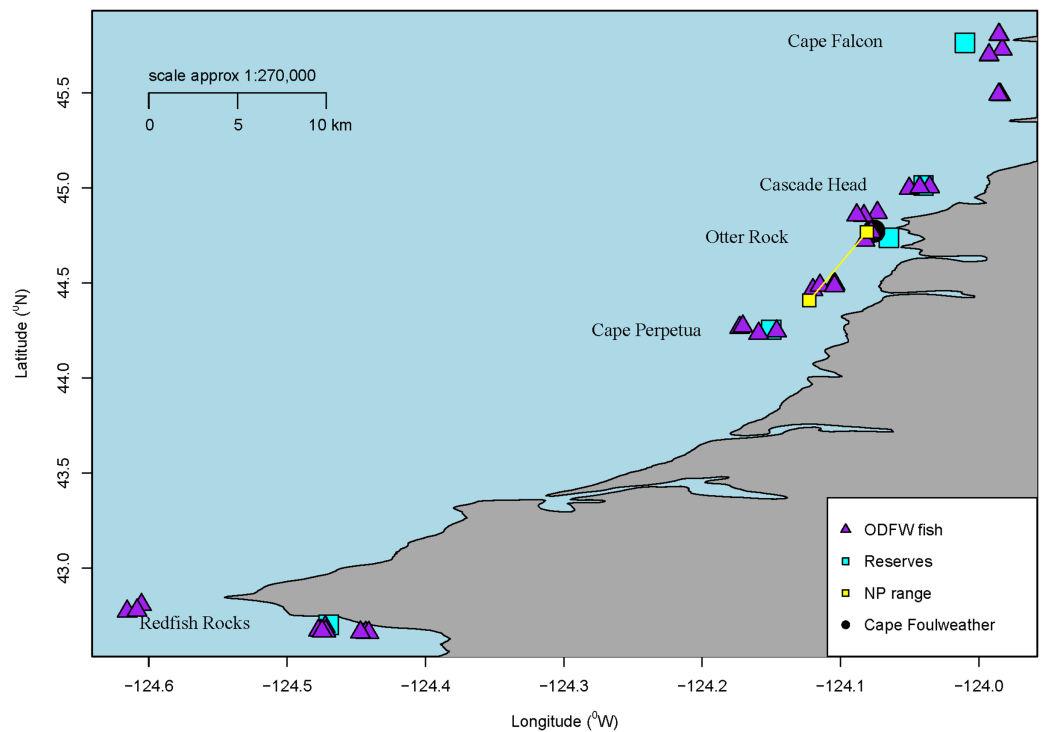 Cape Falcon
scale approx 1:270,000
0 5 10 km
Cascade Head
Otter Rock
Cape Perpetua
Redfish Rocks
ODFW fish
Reserves
NP range
Cape Foulweather
45.5
45.0
44.5
44.0
43.5
43.0
Latitude (⁰N)
−124.6 −124.5 −124.4 −124.3 −124.2 −124.1 −124.0
Longitude (⁰W)